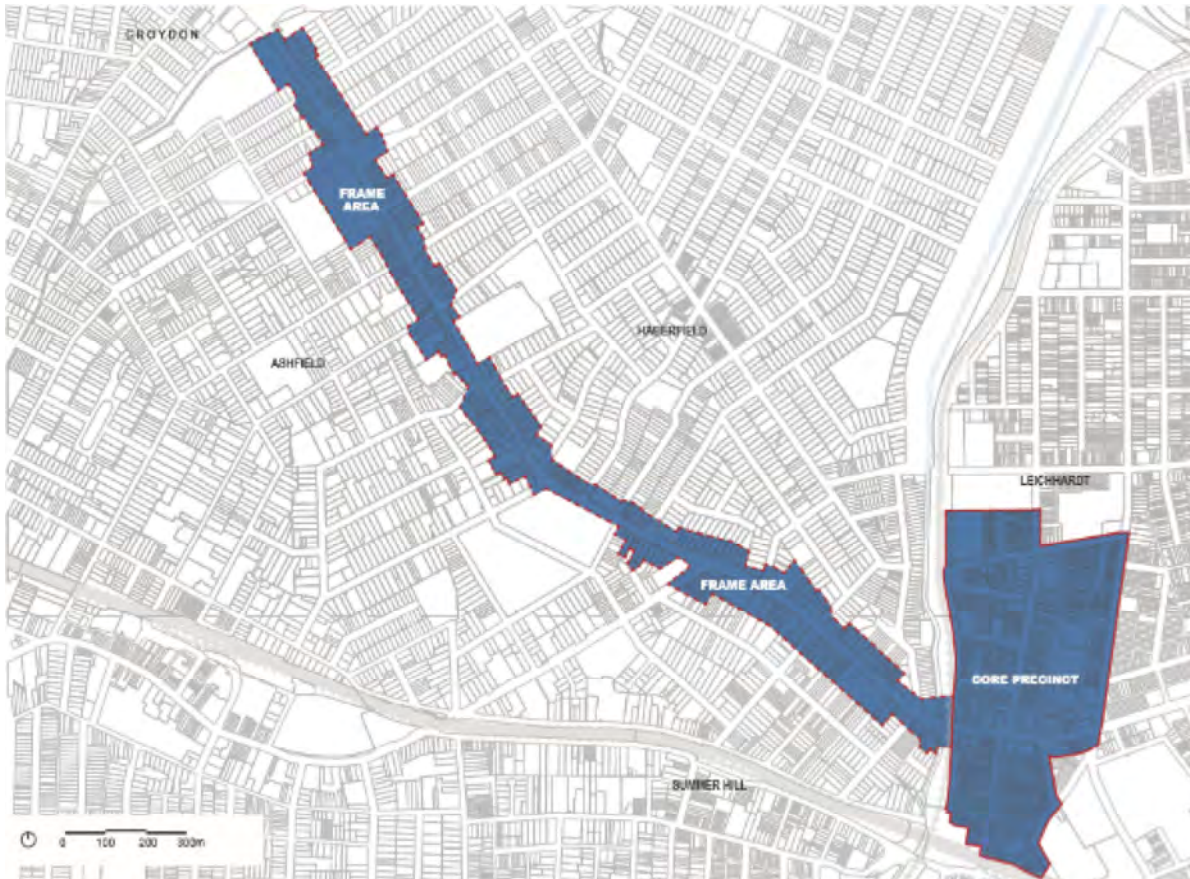 CROYDON
FRAME
AREA
HABERFIELD
ASHFIELD
LEICHHARDT
FRAME AREA
CORE PRECINCT
SUMMER HILL
0 100 200 300m